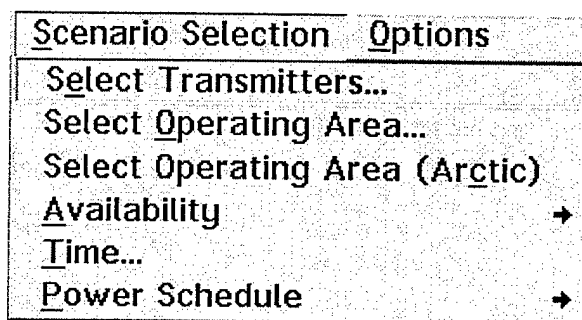 Scenario Selection Options
Select Transmitters...
Select Operating Area...
Select Operating Area (Arctic)
Availability
Time...
Power Schedule